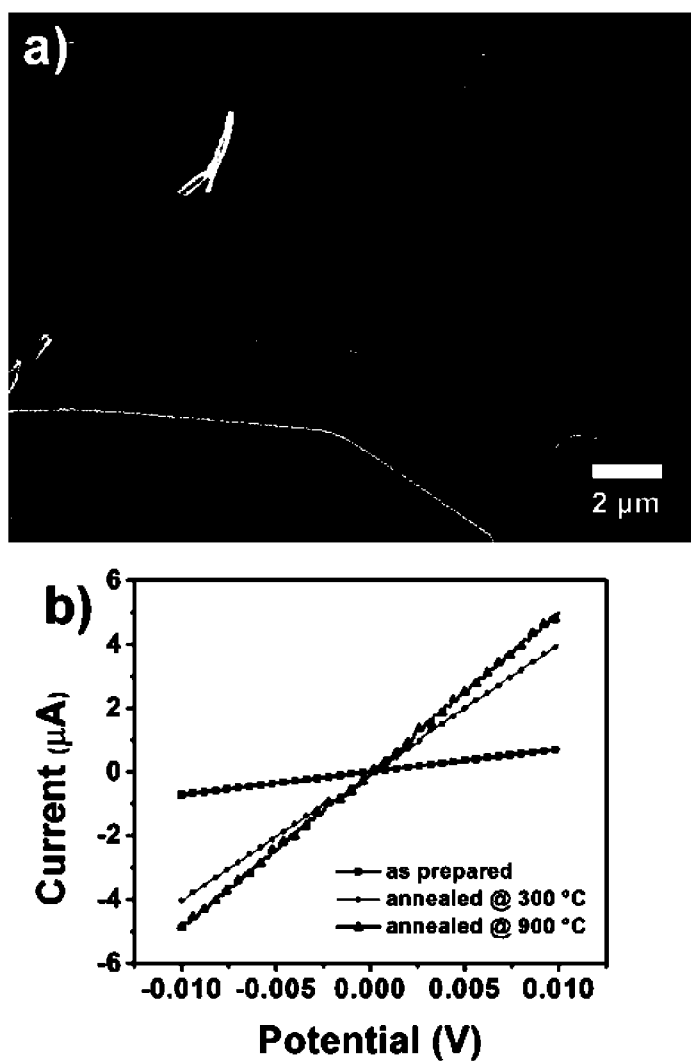 a)
2 μm
b)
6
4
2
0
-2
-4
-6
Current (μA)
as prepared
annealed @ 300 °C
annealed @ 900 °C
-0.010 -0.005 0.000 0.005 0.010
Potential (V)